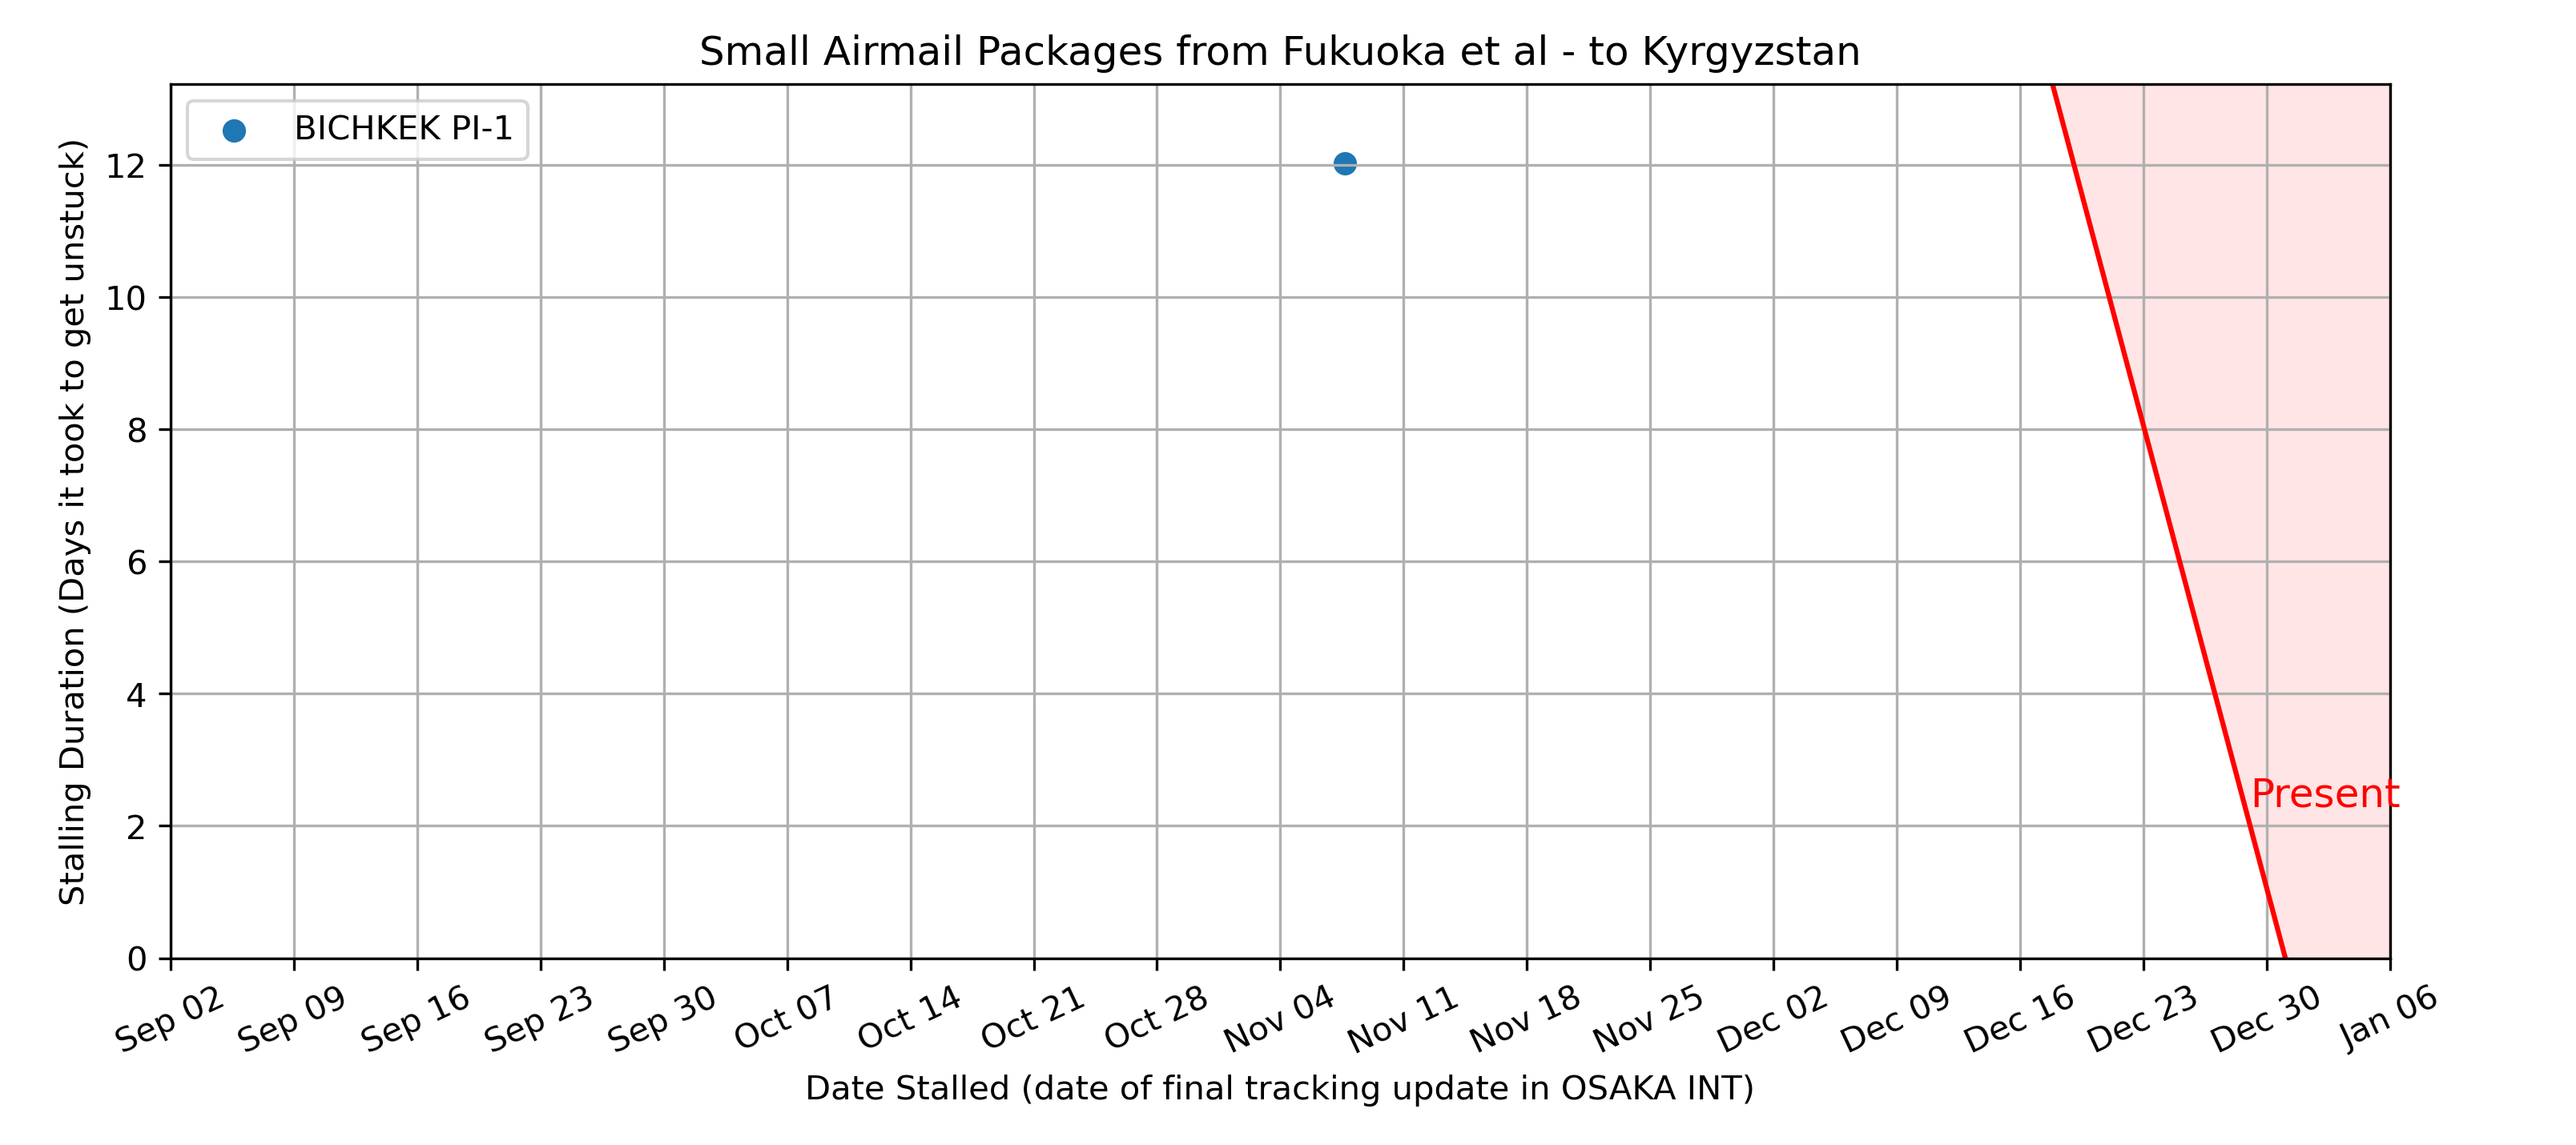 Small Airmail Packages from Fukuoka et al - to Kyrgyzstan
BICHKEK PI-1
Stalling Duration (Days it took to get unstuck)
12
10
8
6
4
2
0
Present
Sep 02
Sep 09
Sep 16
Sep 23
Sep 30
Oct 07
Oct 14
Oct 21
Oct 28
Nov 04
Nov 11
Nov 18
Nov 25
Dec 02
Dec 09
Dec 16
Dec 23
Dec 30
Jan 06
Date Stalled (date of final tracking update in OSAKA INT)